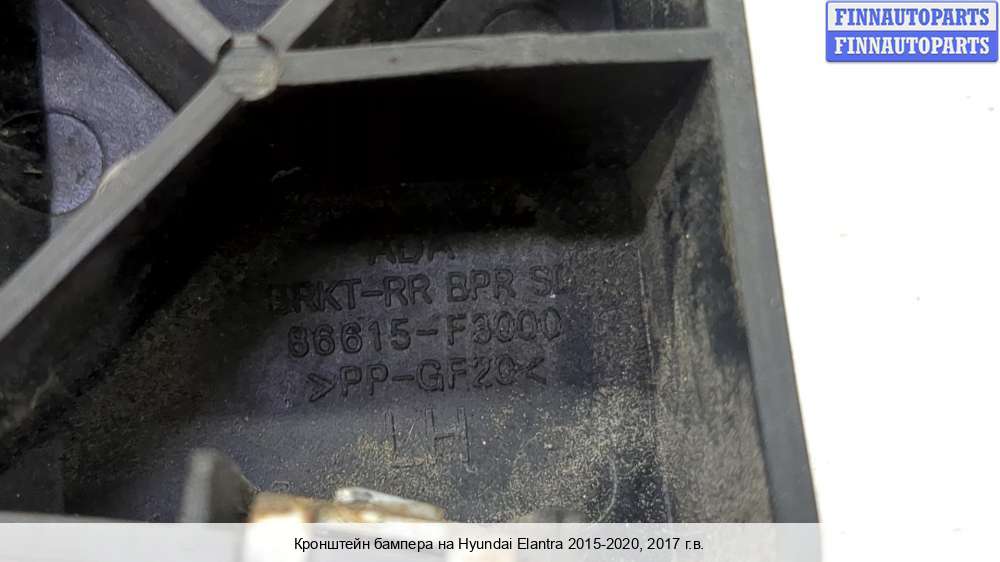 FINNAUTOPARTS
FINNAUTOPARTS
BRKT-RR BPR
86615-F3000
>PP-GF20<
LH
Кронштейн бампера на Hyundai Elantra 2015-2020, 2017 г.в.